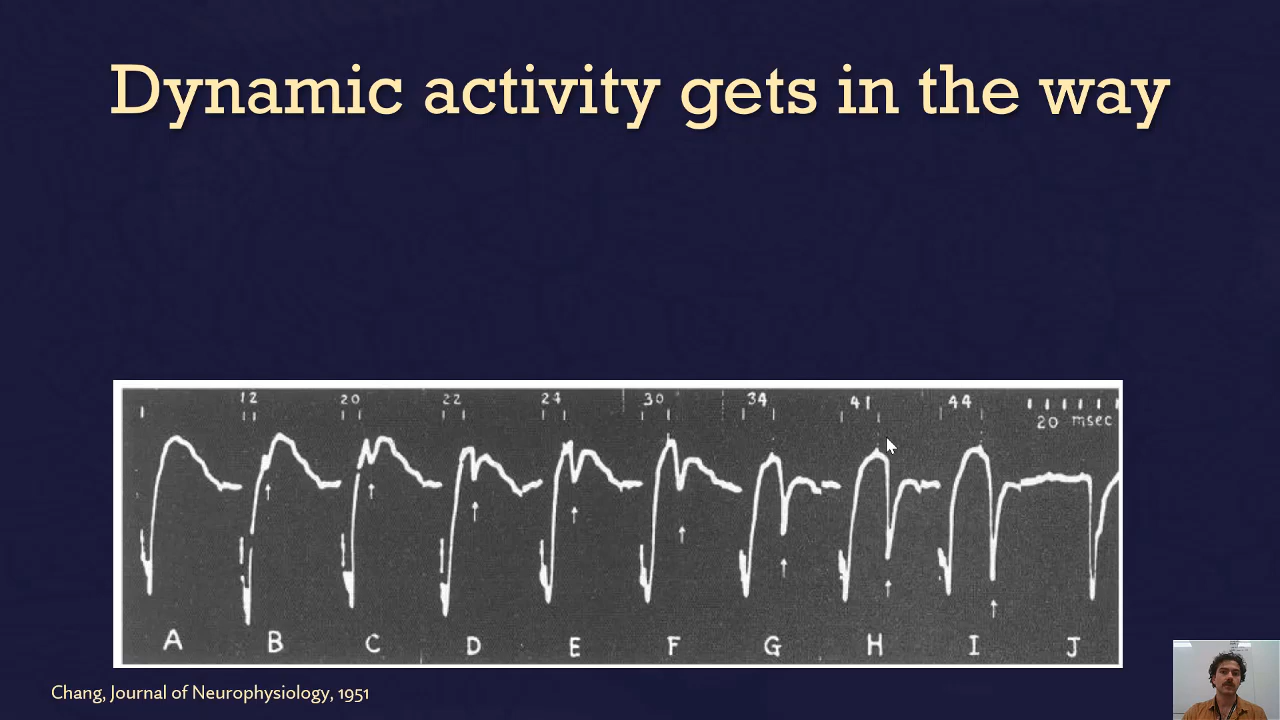 Dynamic activity gets in the way
12 20 22 24 30 34 41 44
20 msec
A B C D E F G H I J
Chang, Journal of Neurophysiology, 1951